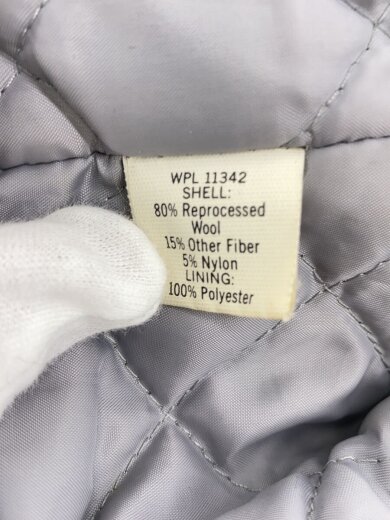 WPL 11342
SHELL:
80% Reprocessed
Wool
15% Other Fiber
5% Nylon
LINING:
100% Polyester